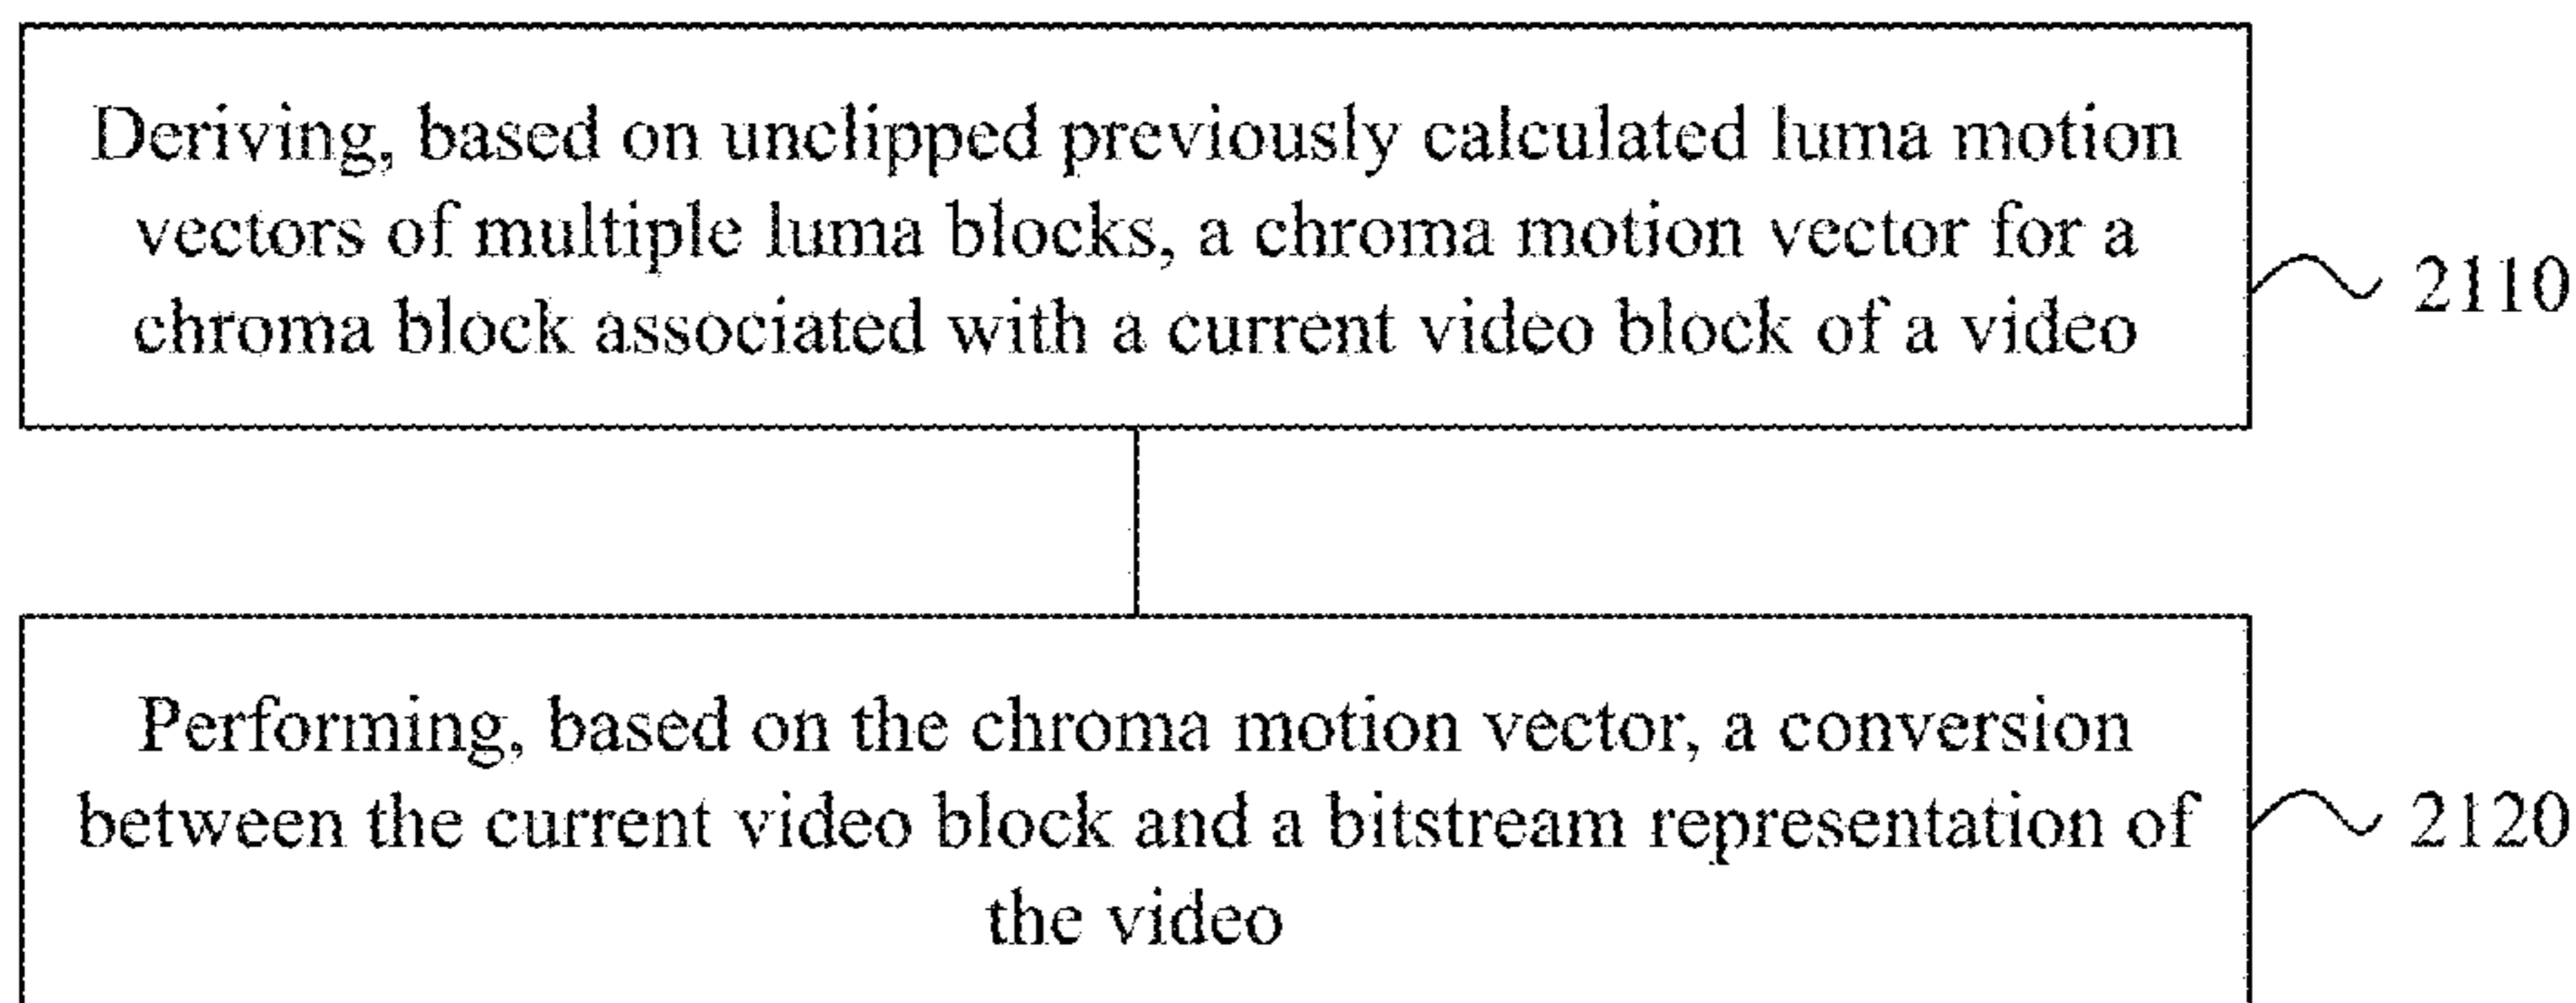 Deriving, based on unclipped previously calculated luma motion
vectors of multiple luma blocks, a chroma motion vector for a
chroma block associated with a current video block of a video
2110
Performing, based on the chroma motion vector, a conversion
between the current video block and a bitstream representation of
the video
2120